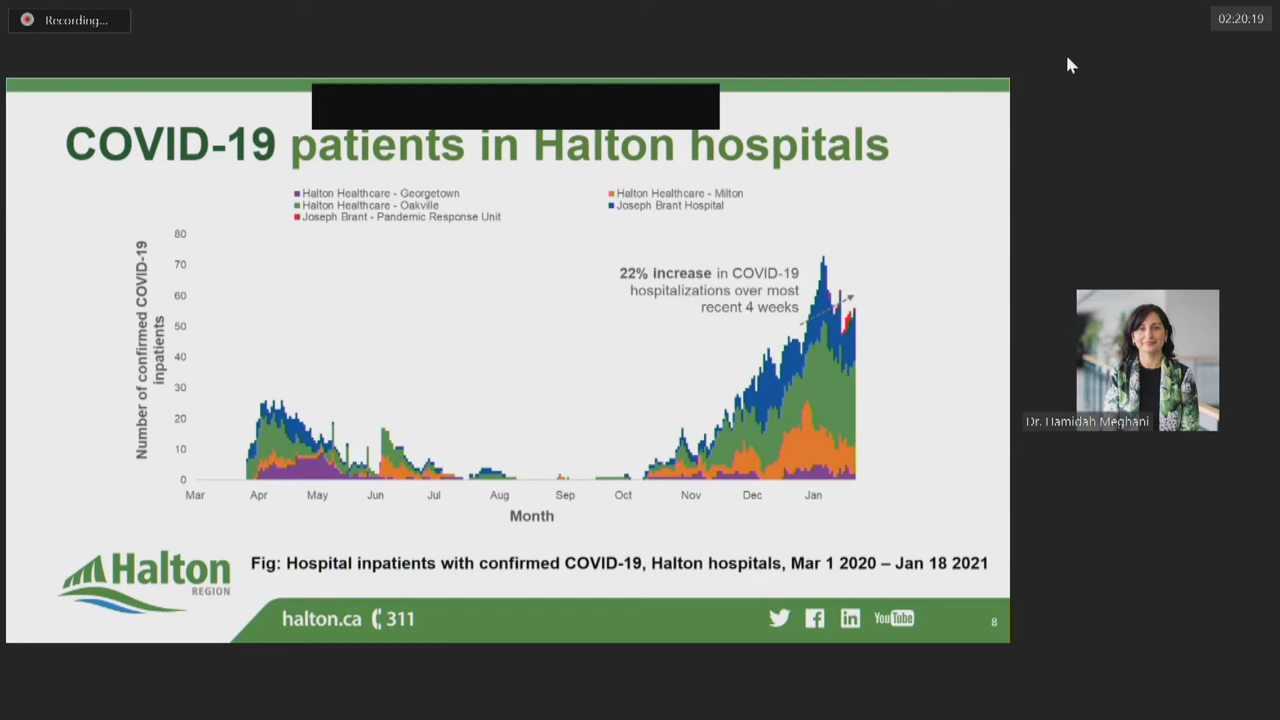 Recording...
02:20:19
COVID-19 patients in Halton hospitals
Halton Healthcare - Georgetown
Halton Healthcare - Milton
Halton Healthcare - Oakville
Joseph Brant Hospital
Joseph Brant - Pandemic Response Unit
Number of confirmed COVID-19
inpatients
80
70
60
50
40
30
20
10
0
22% increase in COVID-19
hospitalizations over most
recent 4 weeks
Mar Apr May Jun Jul Aug Sep Oct Nov Dec Jan
Month
Dr. Hamidah Meghani
Fig: Hospital inpatients with confirmed COVID-19, Halton hospitals, Mar 1 2020 – Jan 18 2021
Halton
REGION
halton.ca 311
YouTube
8